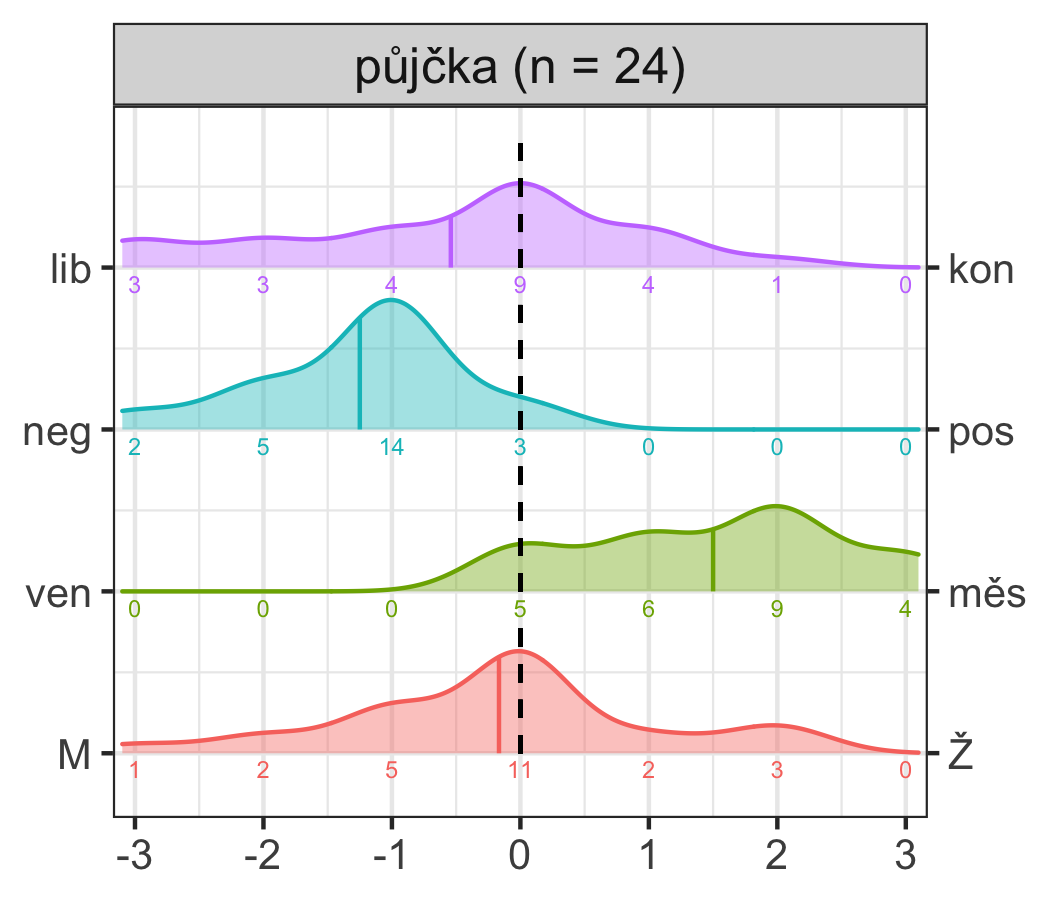 půjčka (n = 24)
lib kon
3 3 4 9 4 1 0
neg pos
2 5 14 3 0 0 0
ven měs
0 0 0 5 6 9 4
M Ž
1 2 5 11 2 3 0
-3 -2 -1 0 1 2 3